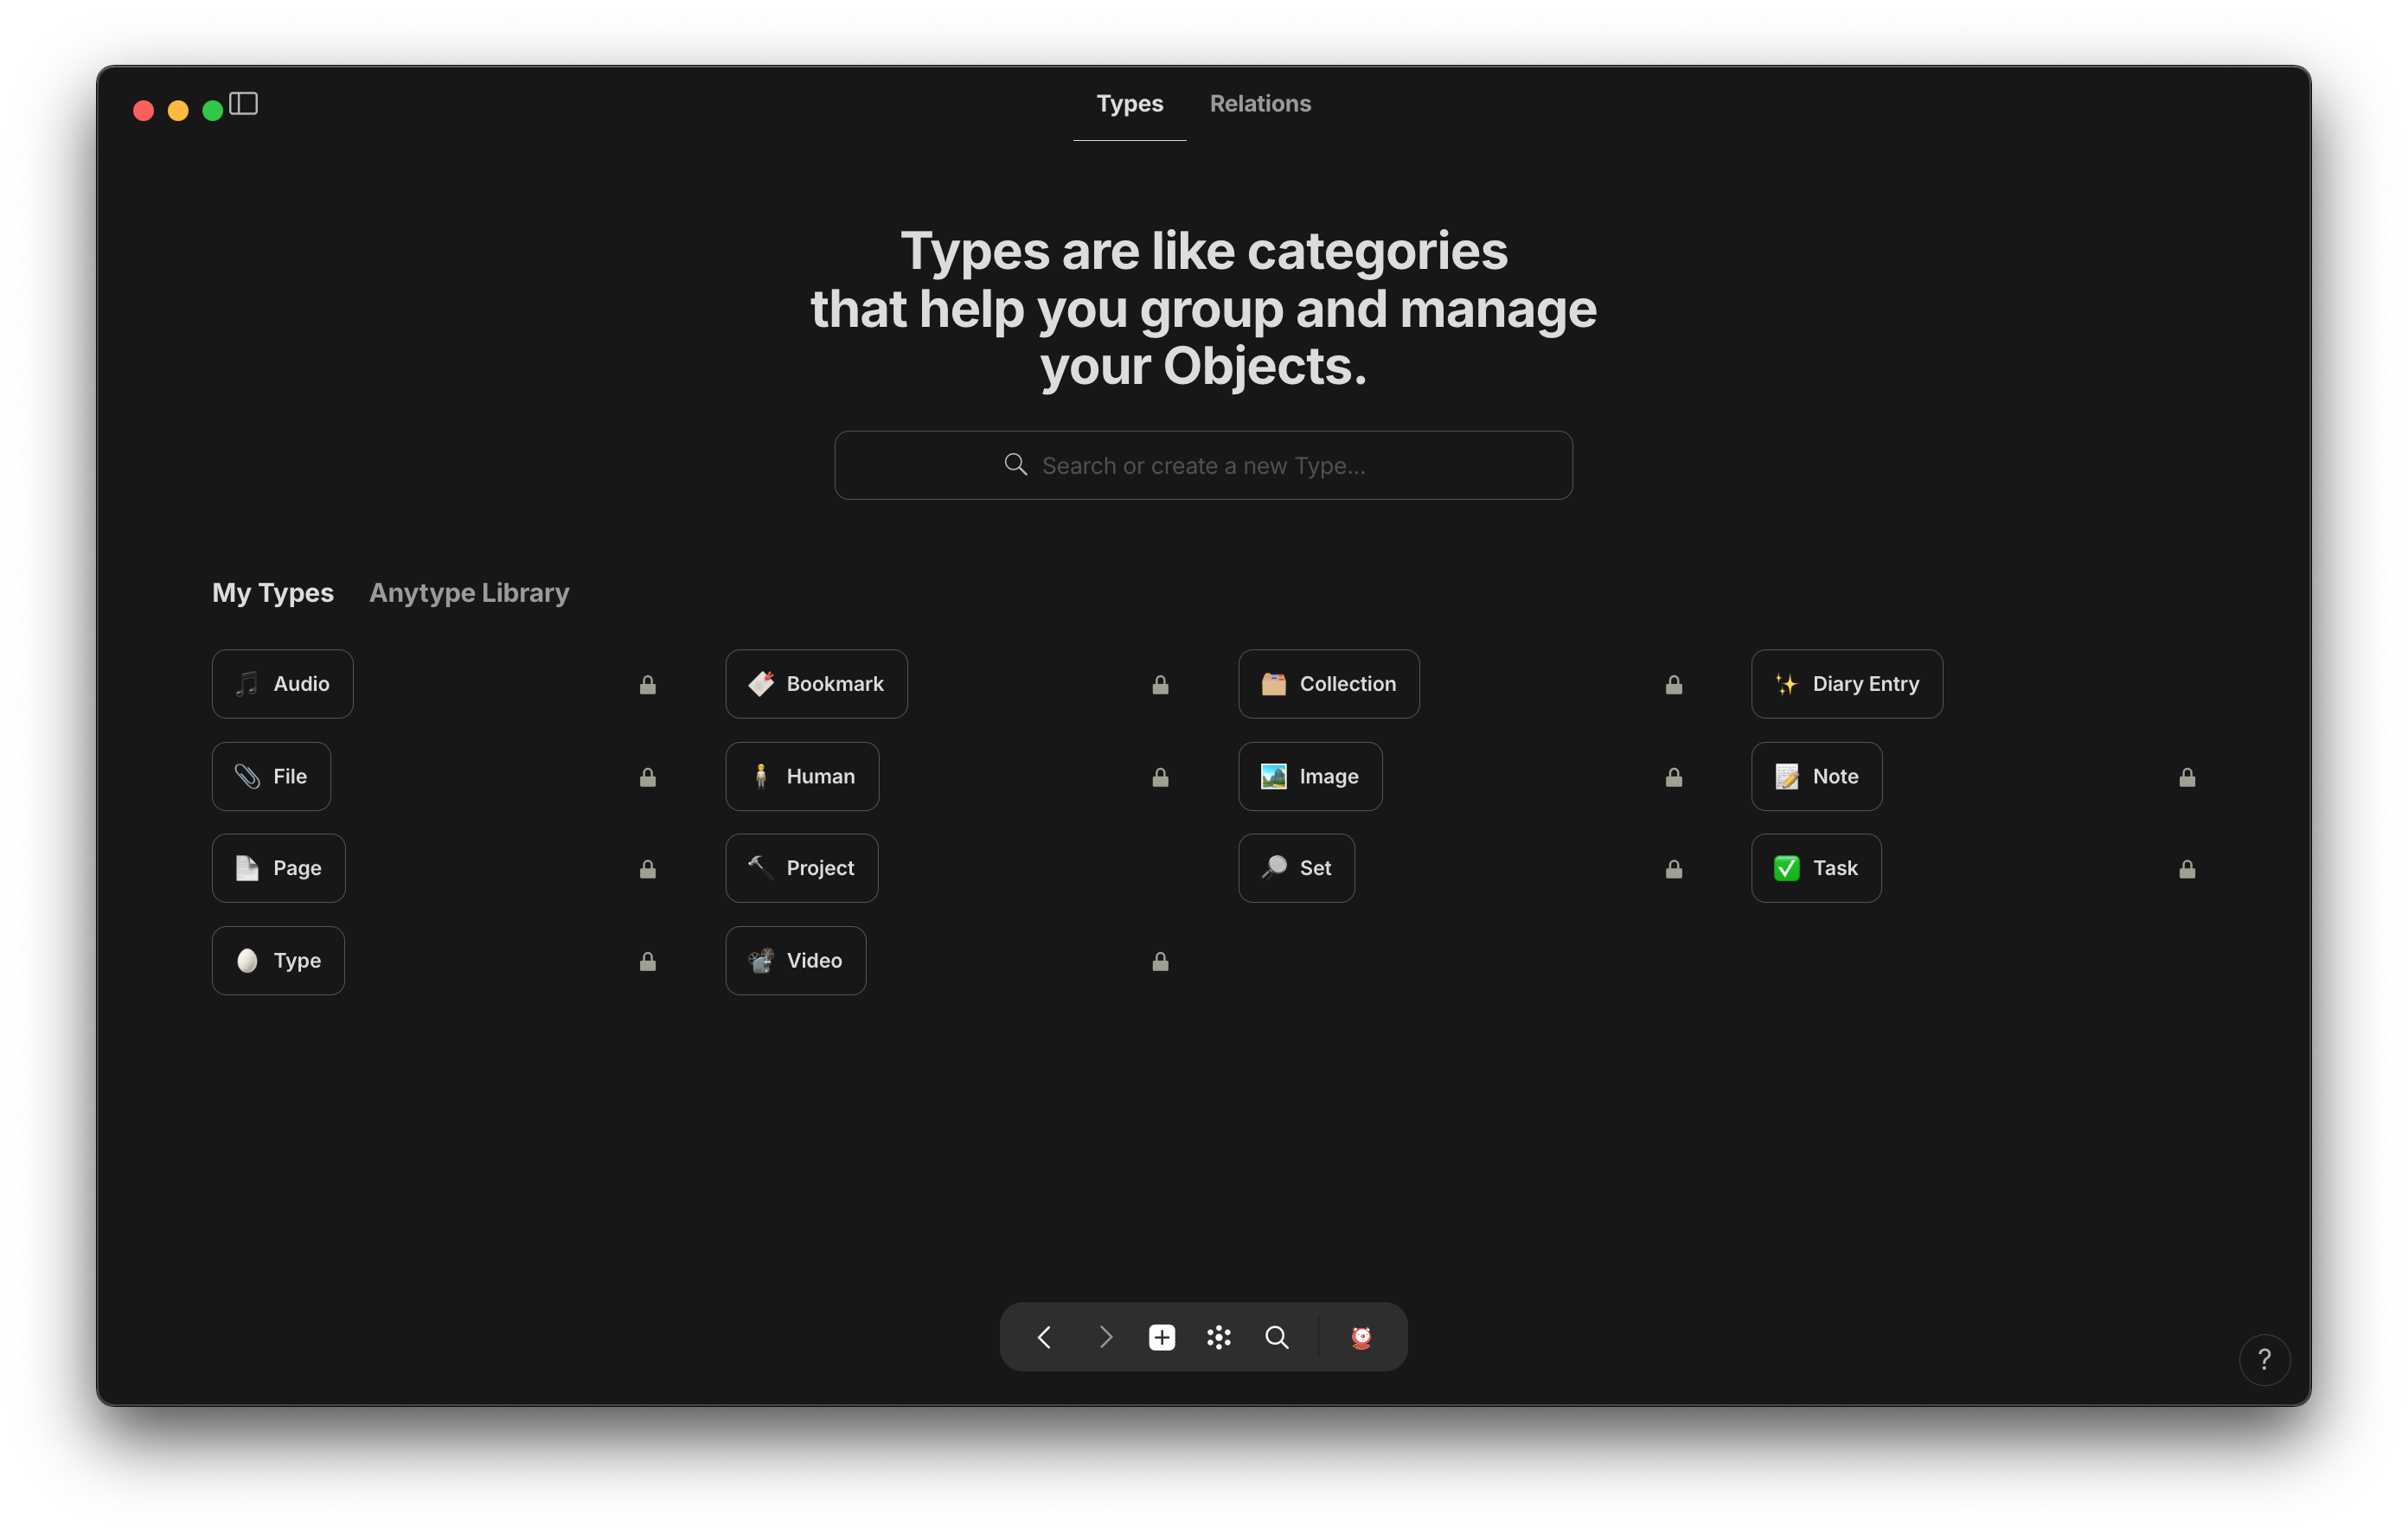 Types Relations
Types are like categories
that help you group and manage
your Objects.
Search or create a new Type...
My Types Anytype Library
Audio Bookmark Collection Diary Entry
File Human Image Note
Page Project Set Task
Type Video
?